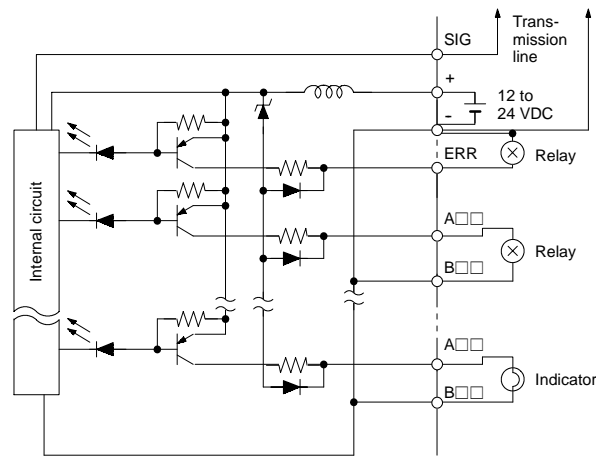 SIG
Trans-
mission
line
+
-
12 to
24 VDC
ERR
Relay
A□□
Relay
B□□
Internal circuit
A□□
Indicator
B□□